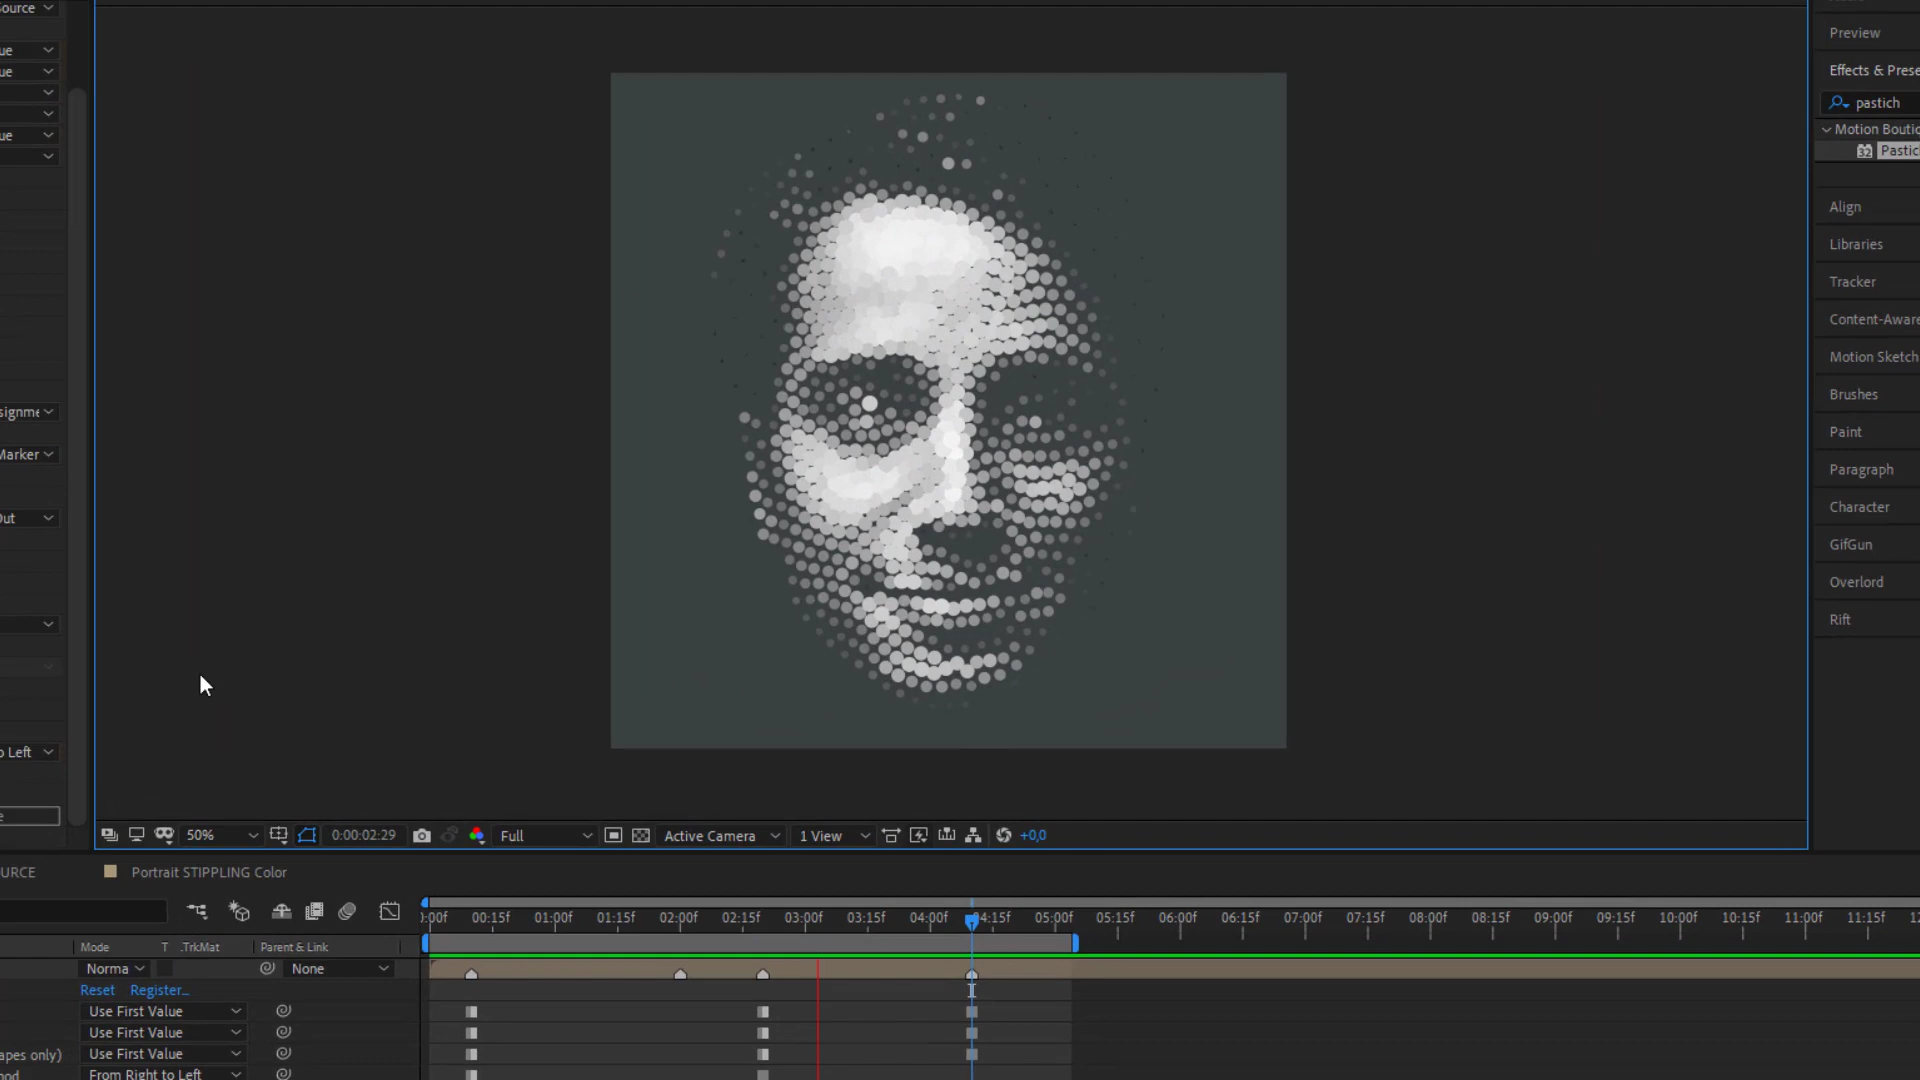 ource
ue
ue
ue
signme
Marker
Out
o Left
e
Preview
Effects & Prese
pastich
Motion Boutic
32 Pastic
Align
Libraries
Tracker
Content-Aware
Motion Sketch
Brushes
Paint
Paragraph
Character
GifGun
Overlord
Rift
50% 0:00:02:29 Full Active Camera 1 View +0,0
URCE Portrait STIPPLING Color
0:00f 00:15f 01:00f 01:15f 02:00f 02:15f 03:00f 03:15f 04:00f 04:15f 05:00f 05:15f 06:00f 06:15f 07:00f 07:15f 08:00f 08:15f 09:00f 09:15f 10:00f 10:15f 11:00f 11:15f 12
Mode T .TrkMat Parent & Link
Norma None
Reset Register...
Use First Value
Use First Value
apes only) Use First Value
nod From Right to Left